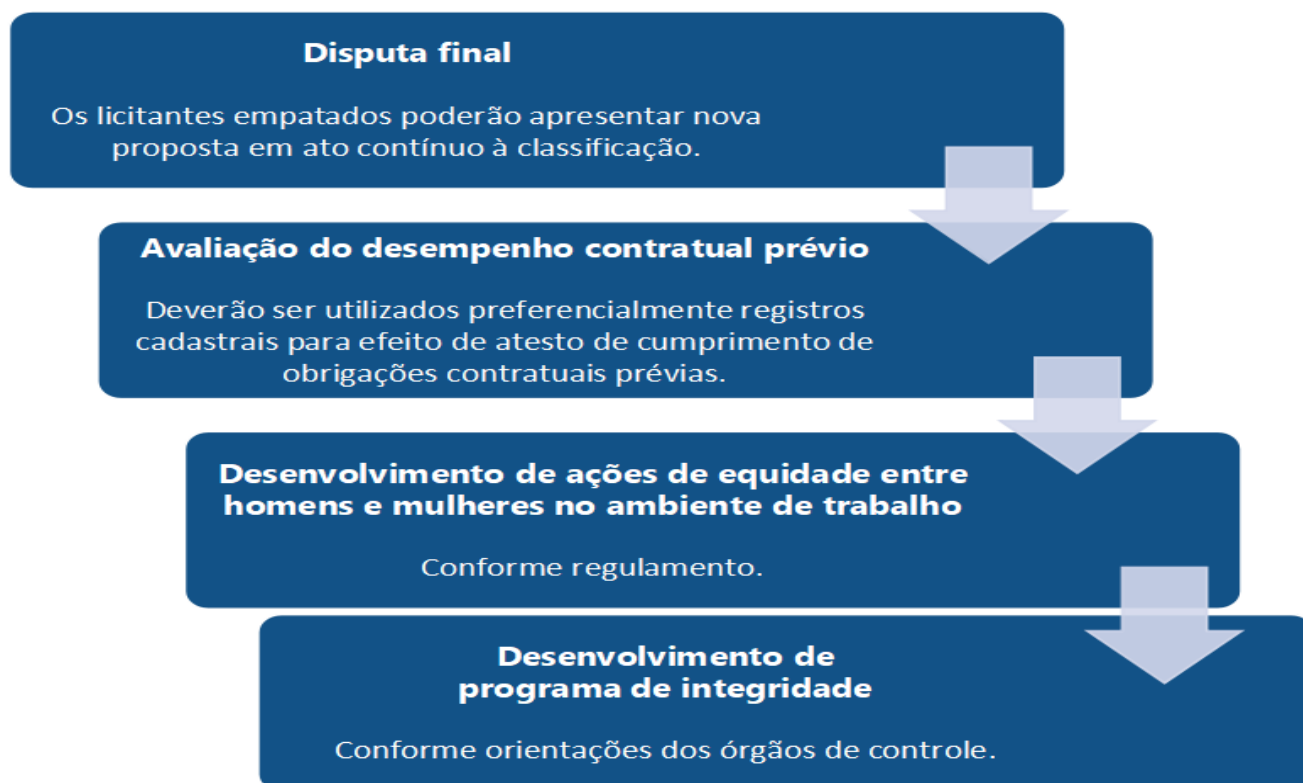 Disputa final
Os licitantes empatados poderão apresentar nova
proposta em ato contínuo à classificação.
Avaliação do desempenho contratual prévio
Deverão ser utilizados preferencialmente registros
cadastrais para efeito de atesto de cumprimento de
obrigações contratuais prévias.
Desenvolvimento de ações de equidade entre
homens e mulheres no ambiente de trabalho
Conforme regulamento.
Desenvolvimento de
programa de integridade
Conforme orientações dos órgãos de controle.